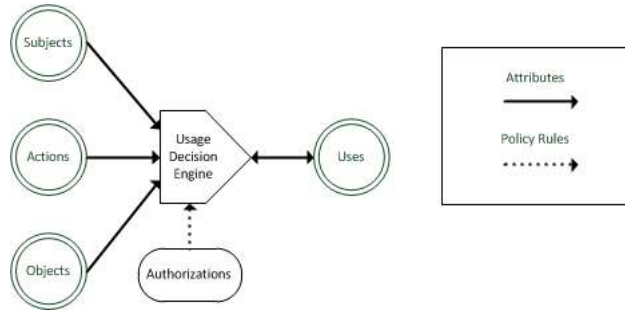 Subjects
Actions
Objects
Usage
Decision
Engine
Authorizations
Uses
Attributes
Policy Rules